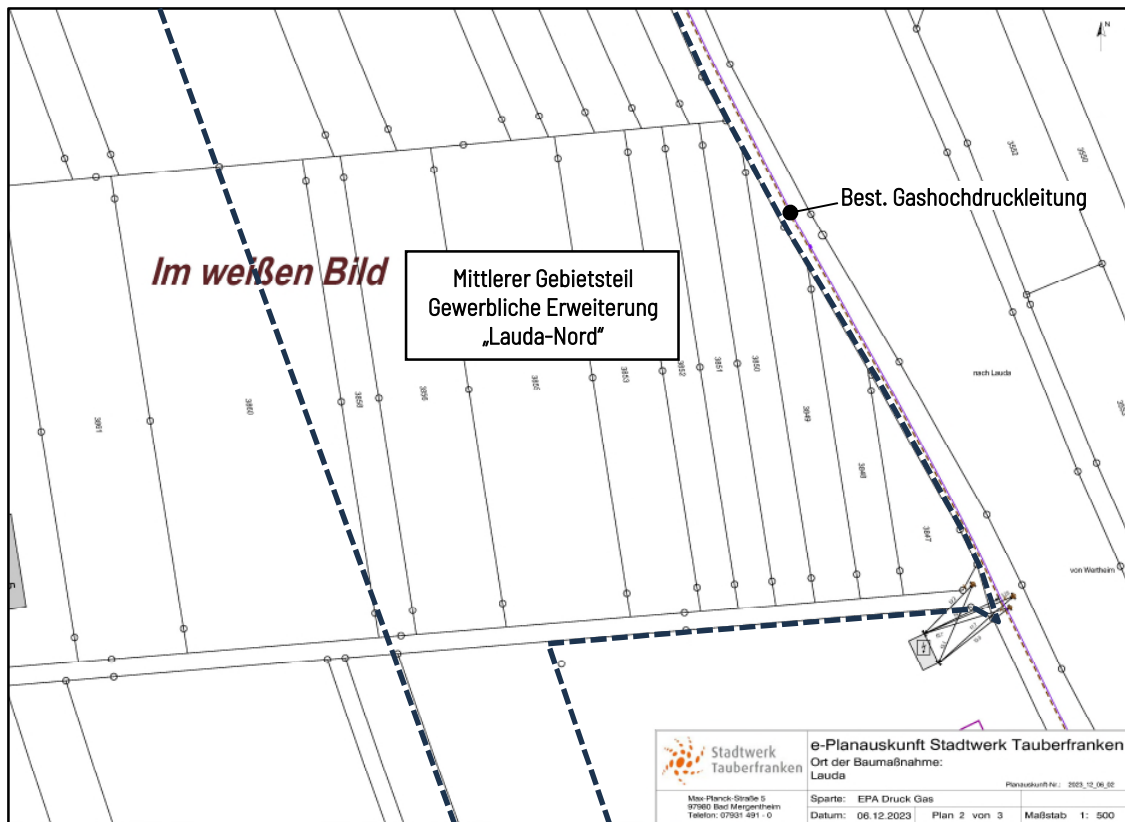 N
3552
3550
Best. Gashochdruckleitung
Im weißen Bild
Mittlerer Gebietsteil
Gewerbliche Erweiterung
„Lauda-Nord“
nach Lauda
3861
3860
3858
3856
3855
3853
3852
3851
3850
3849
3848
3847
von Wertheim
Stadtwerk
Tauberfranken
e-Planauskunft Stadtwerk Tauberfranken
Ort der Baumaßnahme:
Lauda
Planauskunft-Nr.: 2023_12_06_02
Max-Planck-Straße 5
97980 Bad Mergentheim
Telefon: 07931 491 - 0
Sparte: EPA Druck Gas
Datum: 06.12.2023 Plan 2 von 3 Maßstab 1: 500